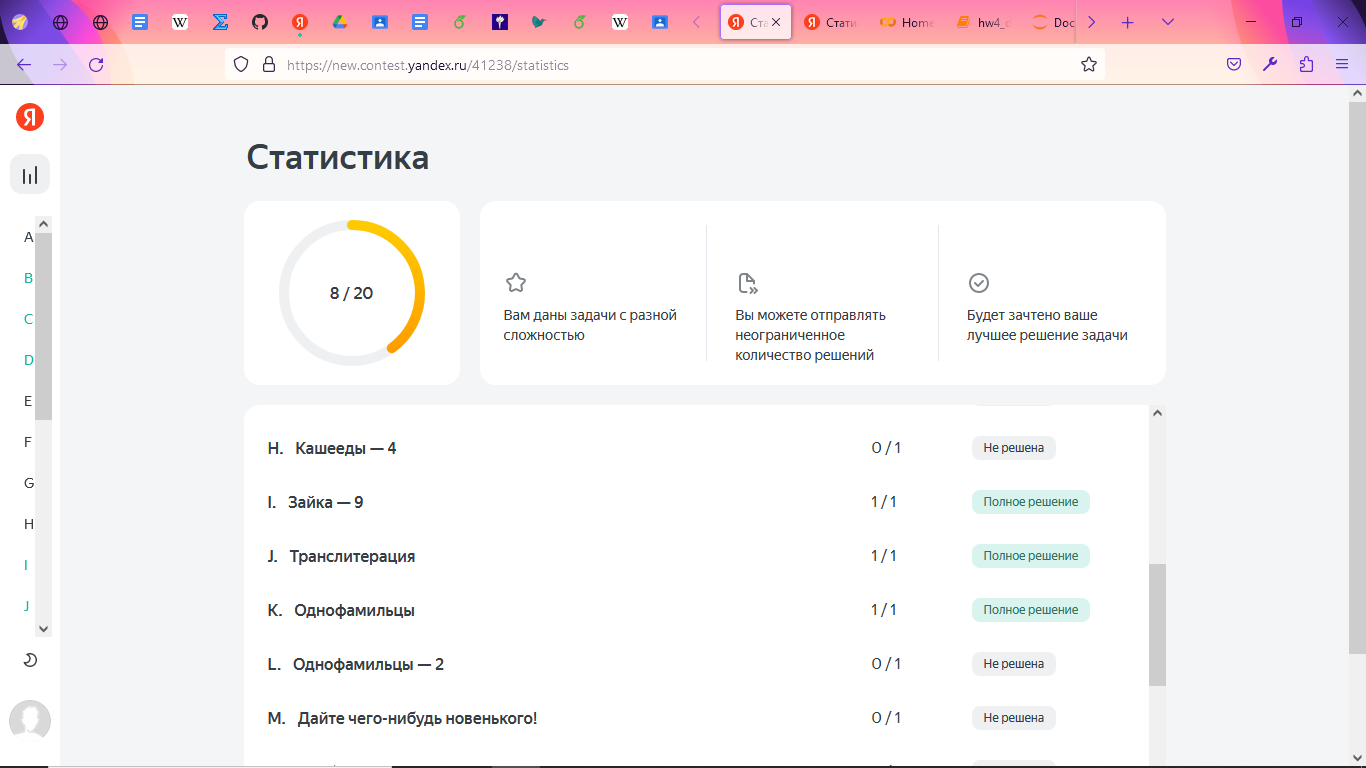 Ста
Стати
Home
hw4_
Doc
https://new.contest.yandex.ru/41238/statistics
Я
A
B
C
D
E
F
G
H
I
J
Статистика
8 / 20
Вам даны задачи с разной
сложностью
Вы можете отправлять
неограниченное
количество решений
Будет зачтено ваше
лучшее решение задачи
H. Кашееды — 4 0 / 1 Не решена
I. Зайка — 9 1 / 1 Полное решение
J. Транслитерация 1 / 1 Полное решение
K. Однофамильцы 1 / 1 Полное решение
L. Однофамильцы — 2 0 / 1 Не решена
M. Дайте чего-нибудь новенького! 0 / 1 Не решена